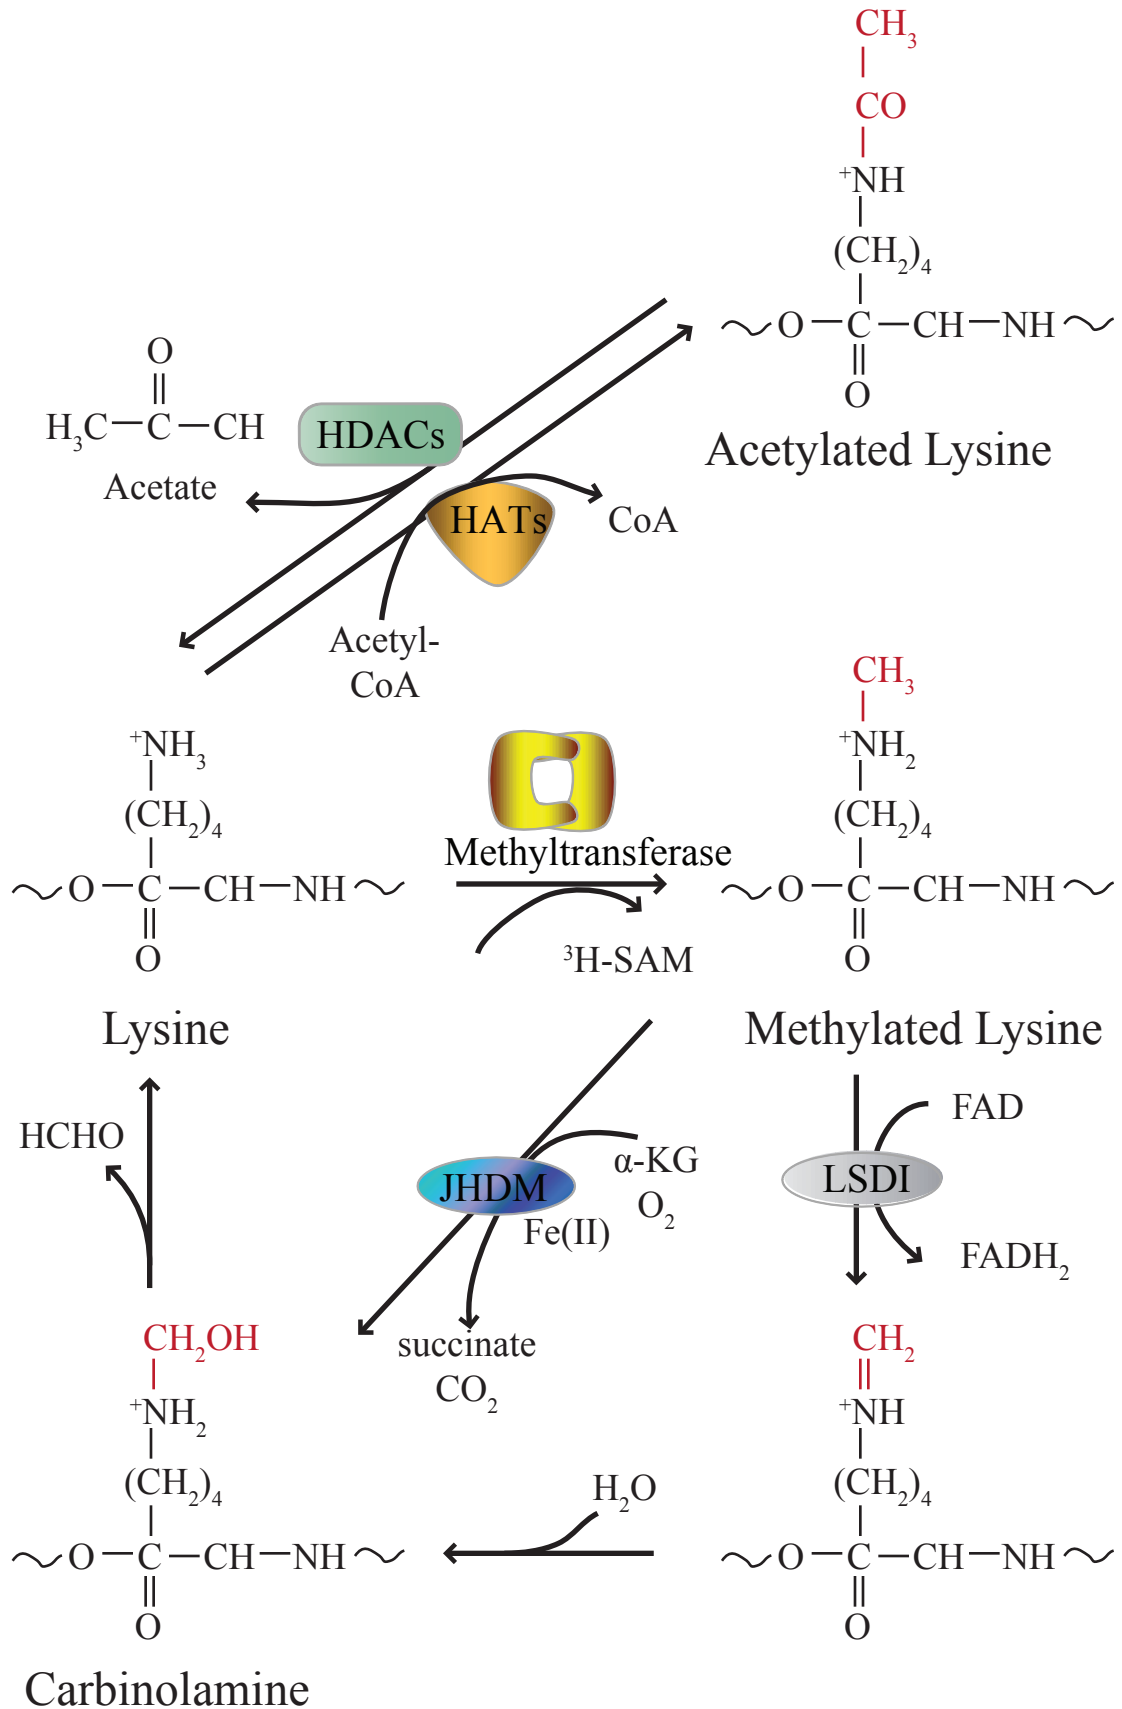 CH₃
CO
⁺NH
(CH₂)₄
O—C—CH—NH
O
Acetylated Lysine
O
H₃C—C—CH
Acetate
HDACs
HATs
CoA
Acetyl-
CoA
⁺NH₃
(CH₂)₄
O—C—CH—NH
O
Lysine
Methyltransferase
³H-SAM
CH₃
⁺NH₂
(CH₂)₄
O—C—CH—NH
O
Methylated Lysine
HCHO
JHDM
α-KG
O₂
Fe(II)
succinate
CO₂
FAD
LSDI
FADH₂
CH₂OH
⁺NH₂
(CH₂)₄
O—C—CH—NH
O
Carbinolamine
H₂O
CH₂
⁺NH
(CH₂)₄
O—C—CH—NH
O